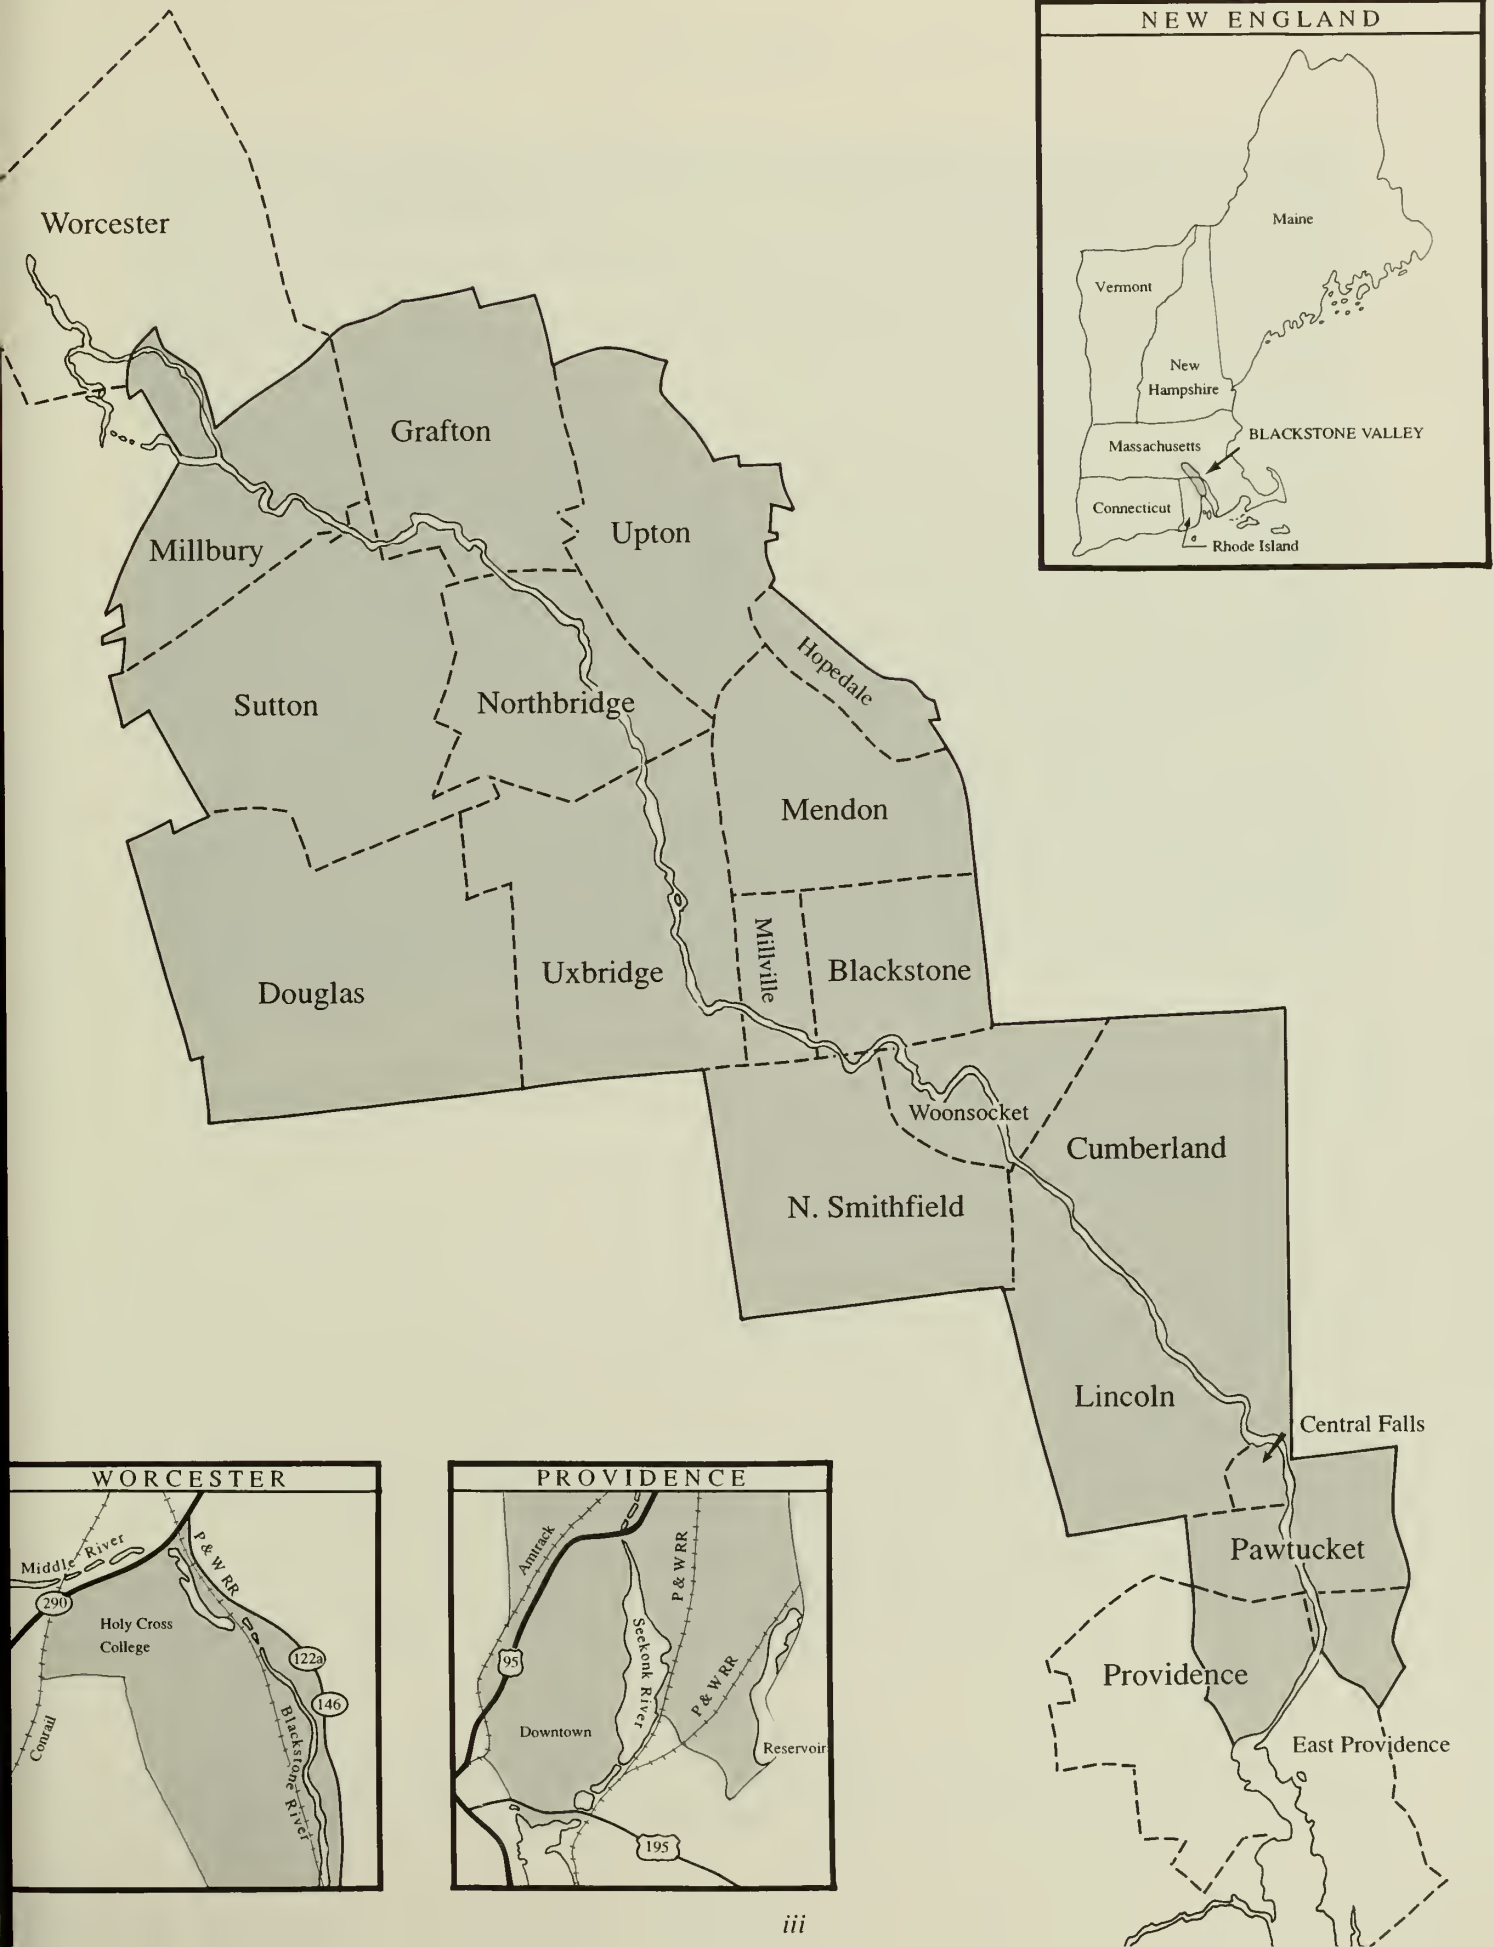 NEW ENGLAND
Maine
Vermont
New
Hampshire
BLACKSTONE VALLEY
Massachusetts
Connecticut
Rhode Island
Worcester
Grafton
Upton
Millbury
Hopedale
Sutton
Northbridge
Mendon
Millville
Blackstone
Uxbridge
Douglas
Woonsocket
Cumberland
N. Smithfield
Lincoln
Central Falls
Pawtucket
Providence
East Providence
WORCESTER
Middle River
P & W RR
290
Holy Cross
College
122a
146
Conrail
Blackstone River
PROVIDENCE
Amtrack
P & W RR
95
Seekonk River
P & W RR
Downtown
Reservoir
195
iii